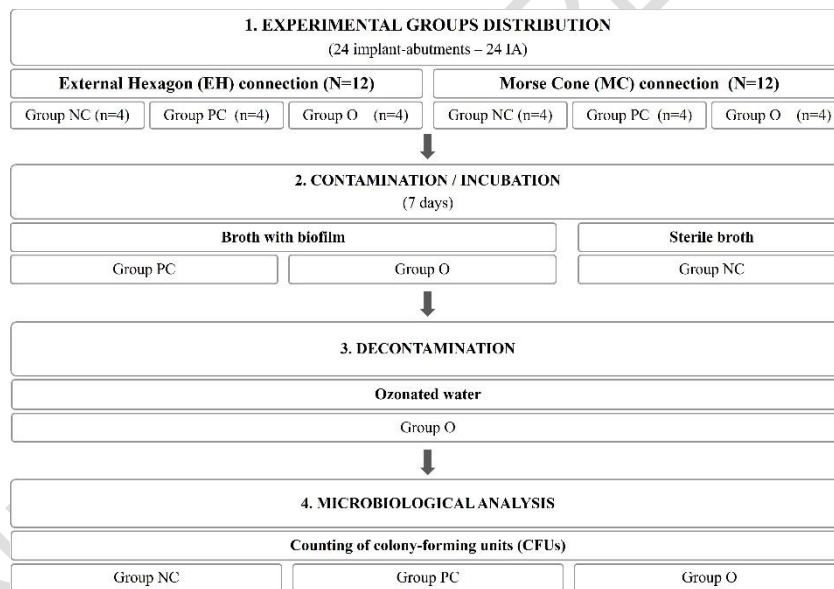 1. EXPERIMENTAL GROUPS DISTRIBUTION
(24 implant-abutments – 24 IA)
External Hexagon (EH) connection (N=12)
Morse Cone (MC) connection (N=12)
Group NC (n=4)
Group PC (n=4)
Group O (n=4)
Group NC (n=4)
Group PC (n=4)
Group O (n=4)
2. CONTAMINATION / INCUBATION
(7 days)
Broth with biofilm
Sterile broth
Group PC
Group O
Group NC
3. DECONTAMINATION
Ozonated water
Group O
4. MICROBIOLOGICAL ANALYSIS
Counting of colony-forming units (CFUs)
Group NC
Group PC
Group O